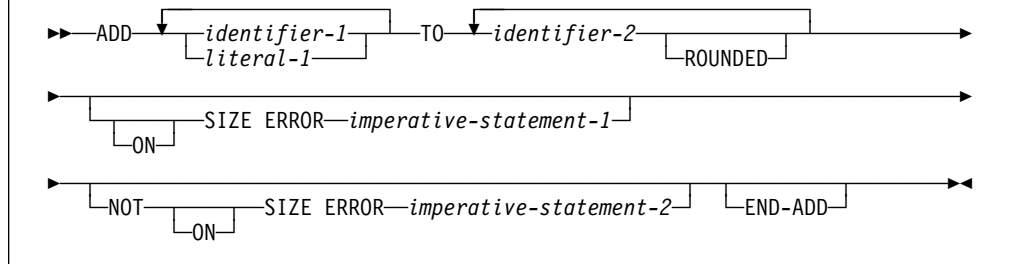 ADD identifier-1 TO identifier-2
literal-1 ROUNDED
SIZE ERROR imperative-statement-1
ON
NOT SIZE ERROR imperative-statement-2 END-ADD
ON